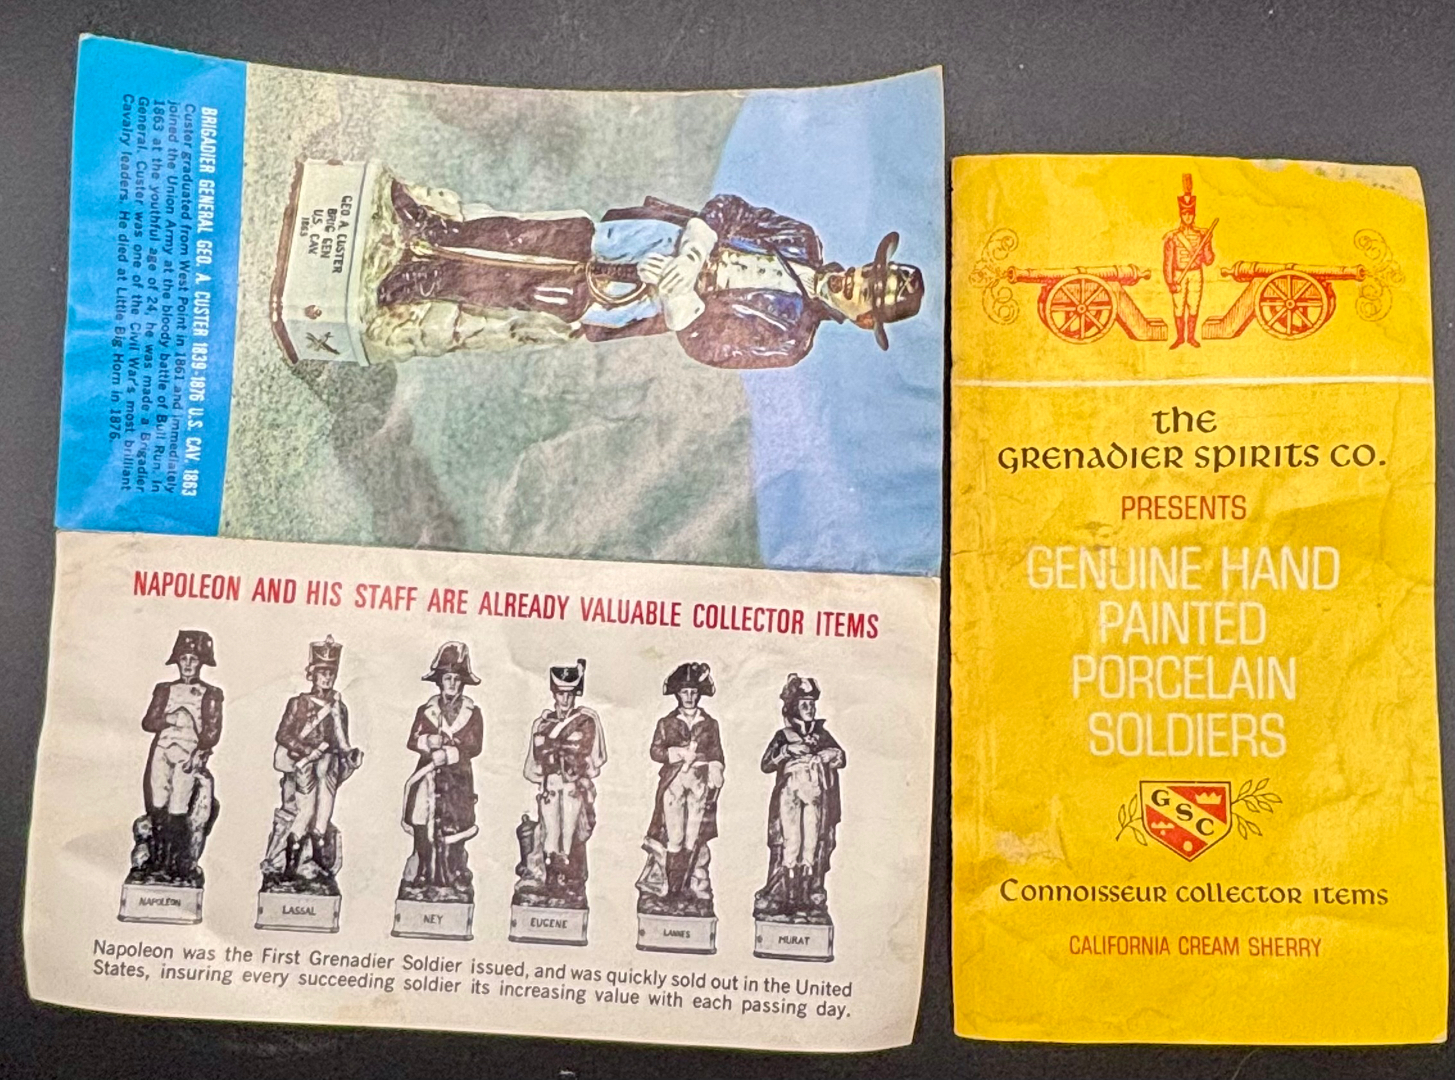 BRIGADIER GENERAL GEO. A. CUSTER 1839-1876 U.S. CAV. 1863
Custer graduated from West Point in 1861 and immediately
joined the Union Army at the bloody battle of Bull Run. In
1863 at the youthful age of 24, he was made a Brigadier
General. Custer was one of the Civil War's most brilliant
Cavalry leaders. He died at Little Big Horn in 1876.
GEO. A. CUSTER
BRIG. GEN
U.S. CAV.
1863
NAPOLEON AND HIS STAFF ARE ALREADY VALUABLE COLLECTOR ITEMS
NAPOLEON
LASSAL
NEY
EUGENE
LANNES
MURAT
Napoleon was the First Grenadier Soldier issued, and was quickly sold out in the United
States, insuring every succeeding soldier its increasing value with each passing day.
the
GRENADIER SPIRITS CO.
PRESENTS
GENUINE HAND
PAINTED
PORCELAIN
SOLDIERS
GSC
CONNOISSEUR COLLECTOR ITEMS
CALIFORNIA CREAM SHERRY